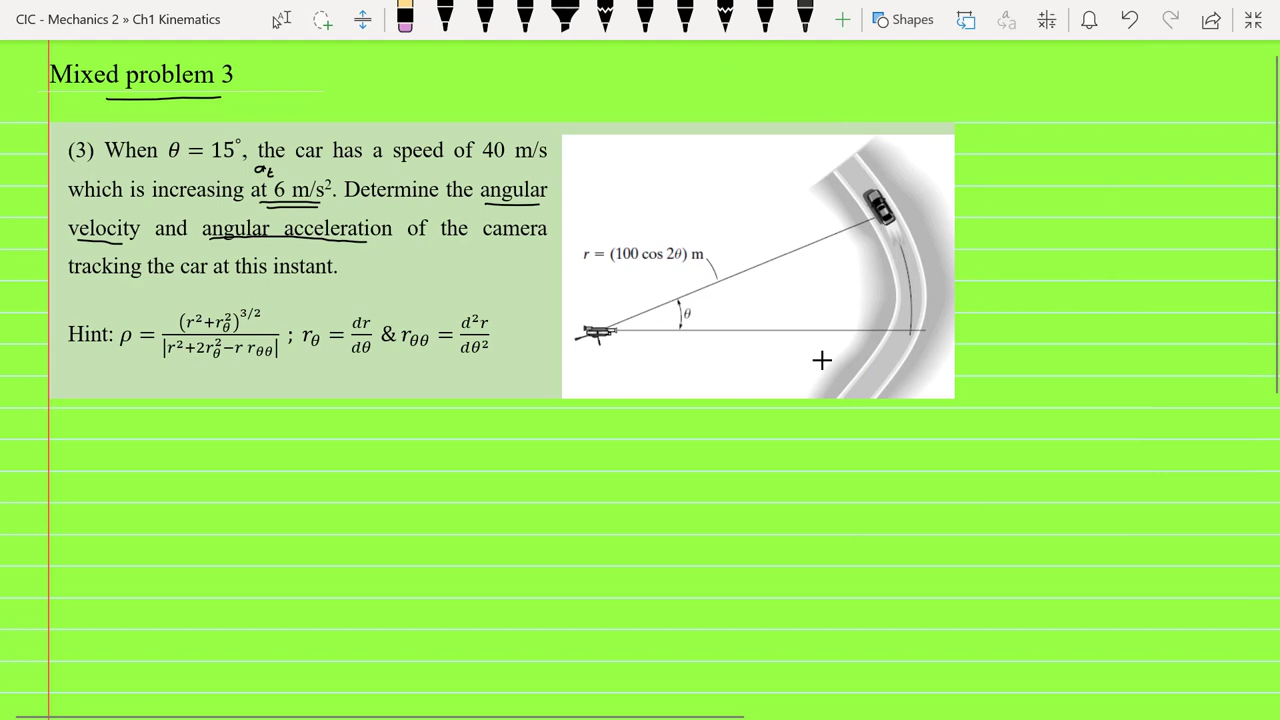 CIC - Mechanics 2 » Ch1 Kinematics
Shapes
Mixed problem 3
(3) When θ = 15°, the car has a speed of 40 m/s
at
which is increasing at 6 m/s². Determine the angular
velocity and angular acceleration of the camera
tracking the car at this instant.
Hint: ρ = (r²+r_θ²)^{3/2} / |r²+2r_θ²−r r_θθ| ; r_θ = dr/dθ & r_θθ = d²r/dθ²
r = (100 cos 2θ) m
θ